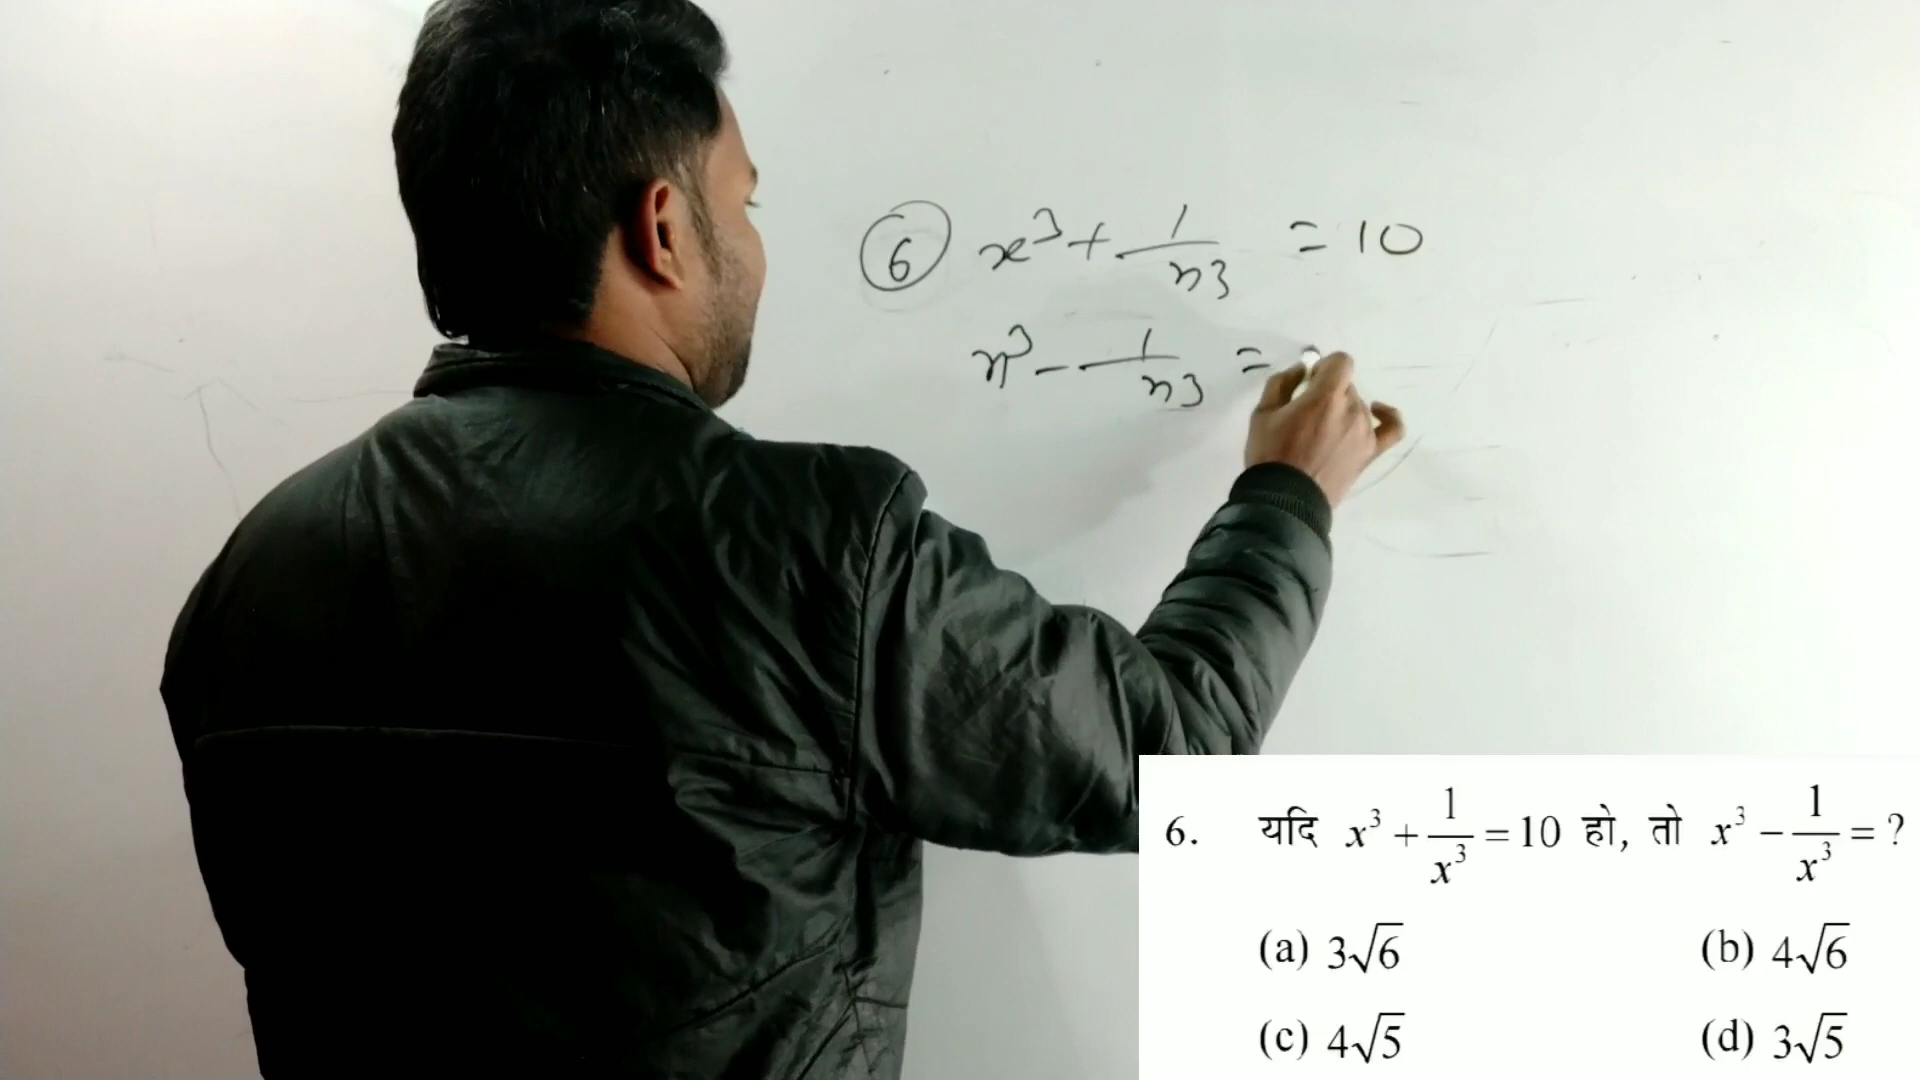 ⑥ x³ + 1/x³ = 10
x³ - 1/x³ =
6. यदि x³ + 1/x³ = 10 हो, तो x³ − 1/x³ = ?
(a) 3√6 (b) 4√6
(c) 4√5 (d) 3√5